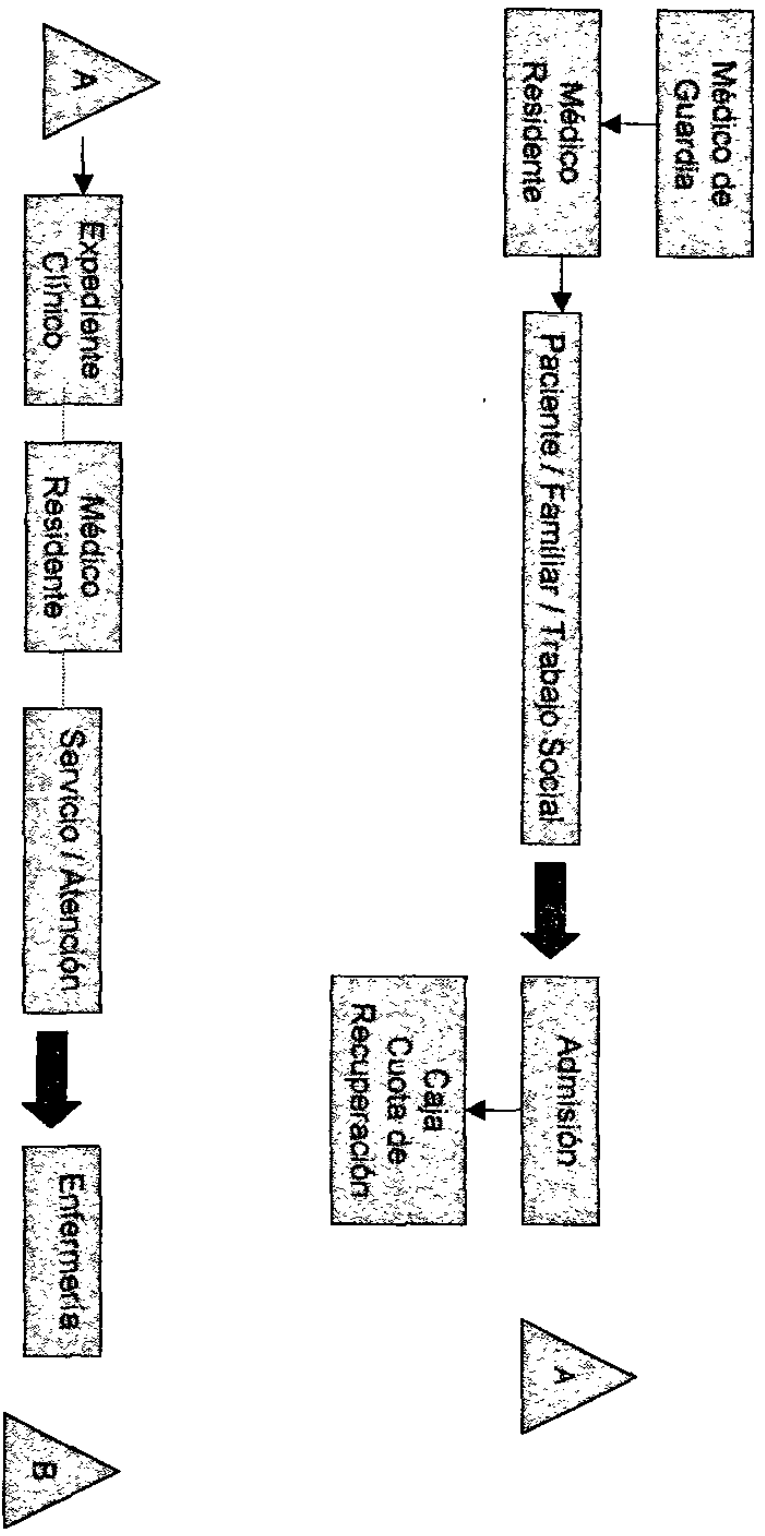 Médico de
Guardia
Médico
Residente
Paciente / Familiar / Trabajo Social
Admisión
Caja
Cuota de
Recuperación
A
A
Expediente
Clínico
Médico
Residente
Servicio / Atención
Enfermería
B